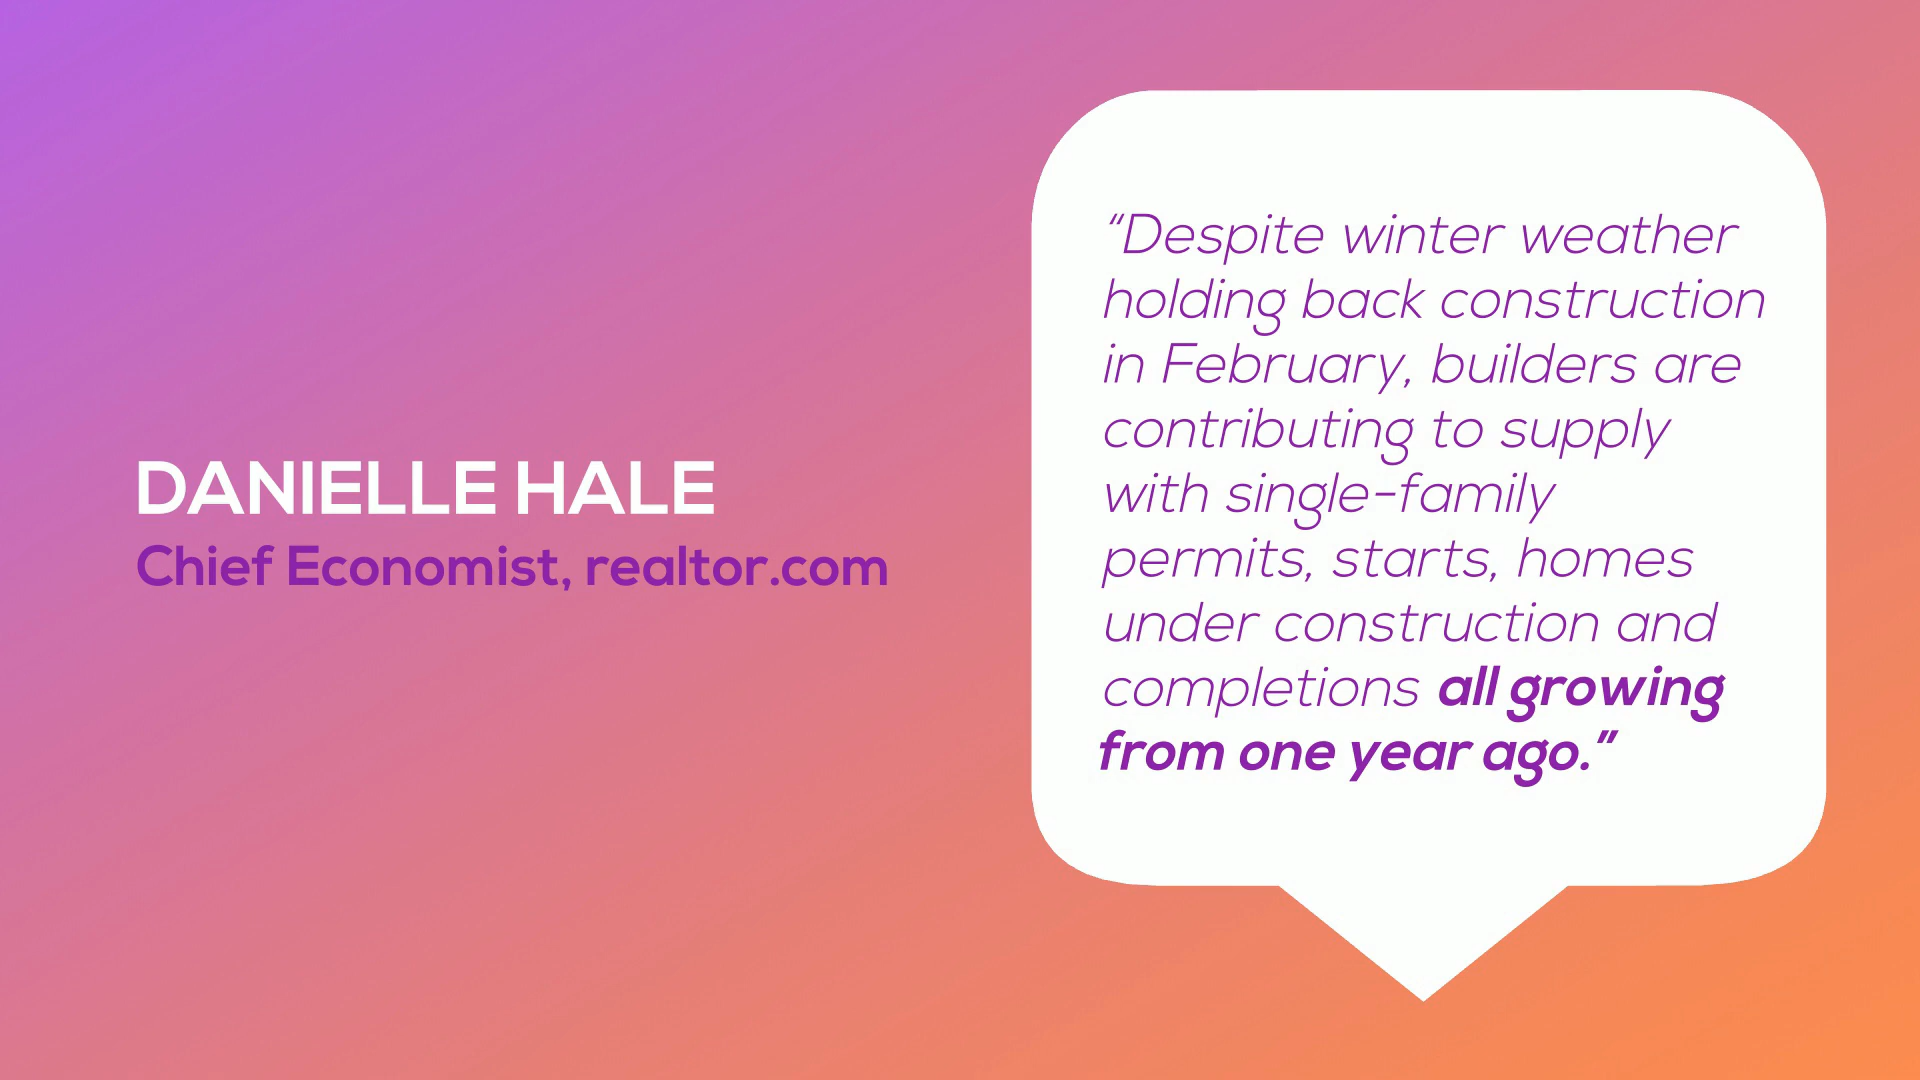 DANIELLE HALE
Chief Economist, realtor.com
“Despite winter weather
holding back construction
in February, builders are
contributing to supply
with single-family
permits, starts, homes
under construction and
completions all growing
from one year ago.”